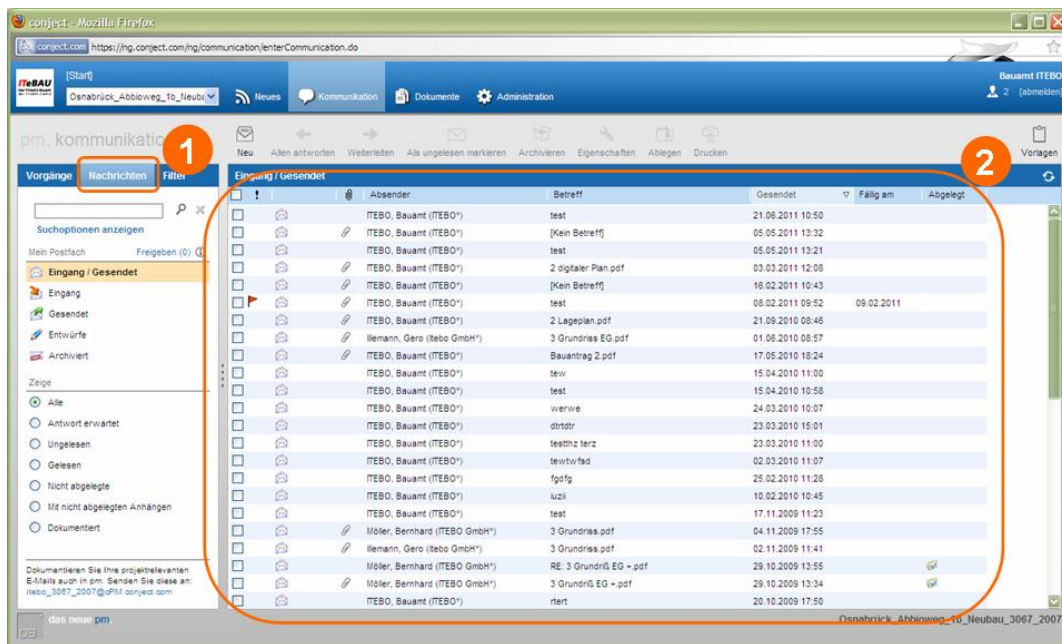 conject - Mozilla Firefox
conject.com https://ng.conject.com/ng/communication/enterCommunication.do
ITeBAU
[Start]
Osnabrück_Abbioweg_1b_Neub
Neues
Kommunikation
Dokumente
Administration
Bauamt ITEBO
2 [abmelden]
pm. kommunikatio
1
Neu
Allen antworten
Weiterleiten
Als ungelesen markieren
Archivieren
Eigenschaften
Ablegen
Drucken
2
Vorlagen
Vorgänge Nachrichten Filter
Suchoptionen anzeigen
Mein Postfach Freigeben (0)
Eingang / Gesendet
Eingang
Gesendet
Entwürfe
Archiviert
Zeige
Alle
Antwort erwartet
Ungelesen
Gelesen
Nicht abgelegte
Mit nicht abgelegten Anhängen
Dokumentiert
Dokumentieren Sie Ihre projektrelevanten
E-Mails auch in pm. Senden Sie diese an:
itebo_3067_2007@cPM.conject.com
Eingang / Gesendet
! Absender Betreff Gesendet Fällig am Abgelegt
ITEBO, Bauamt (ITEBO*) test 21.06.2011 10:50
ITEBO, Bauamt (ITEBO*) [Kein Betreff] 05.05.2011 13:32
ITEBO, Bauamt (ITEBO*) test 05.05.2011 13:21
ITEBO, Bauamt (ITEBO*) 2 digitaler Plan.pdf 03.03.2011 12:08
ITEBO, Bauamt (ITEBO*) [Kein Betreff] 16.02.2011 10:43
ITEBO, Bauamt (ITEBO*) test 08.02.2011 09:52 09.02.2011
ITEBO, Bauamt (ITEBO*) 2 Lageplan.pdf 21.09.2010 08:46
Illemann, Gero (Itebo GmbH*) 3 Grundriss EG.pdf 01.06.2010 08:57
ITEBO, Bauamt (ITEBO*) Bauantrag 2.pdf 17.05.2010 18:24
ITEBO, Bauamt (ITEBO*) tew 15.04.2010 11:00
ITEBO, Bauamt (ITEBO*) test 15.04.2010 10:58
ITEBO, Bauamt (ITEBO*) werwe 24.03.2010 10:07
ITEBO, Bauamt (ITEBO*) dtrtdtr 23.03.2010 15:01
ITEBO, Bauamt (ITEBO*) testthz terz 23.03.2010 11:00
ITEBO, Bauamt (ITEBO*) tewtwfsd 02.03.2010 11:07
ITEBO, Bauamt (ITEBO*) fgdfg 25.02.2010 11:28
ITEBO, Bauamt (ITEBO*) iuzii 10.02.2010 10:45
ITEBO, Bauamt (ITEBO*) test 17.11.2009 11:23
Möller, Bernhard (ITEBO GmbH*) 3 Grundriss.pdf 04.11.2009 17:55
Illemann, Gero (Itebo GmbH*) 3 Grundriss.pdf 02.11.2009 11:41
Möller, Bernhard (ITEBO GmbH*) RE: 3 Grundriß EG +.pdf 29.10.2009 13:55
Möller, Bernhard (ITEBO GmbH*) 3 Grundriß EG +.pdf 29.10.2009 13:34
ITEBO, Bauamt (ITEBO*) rtert 20.10.2009 17:50
das neue pm.
Osnabrück_Abbioweg_1b_Neubau_3067_2007